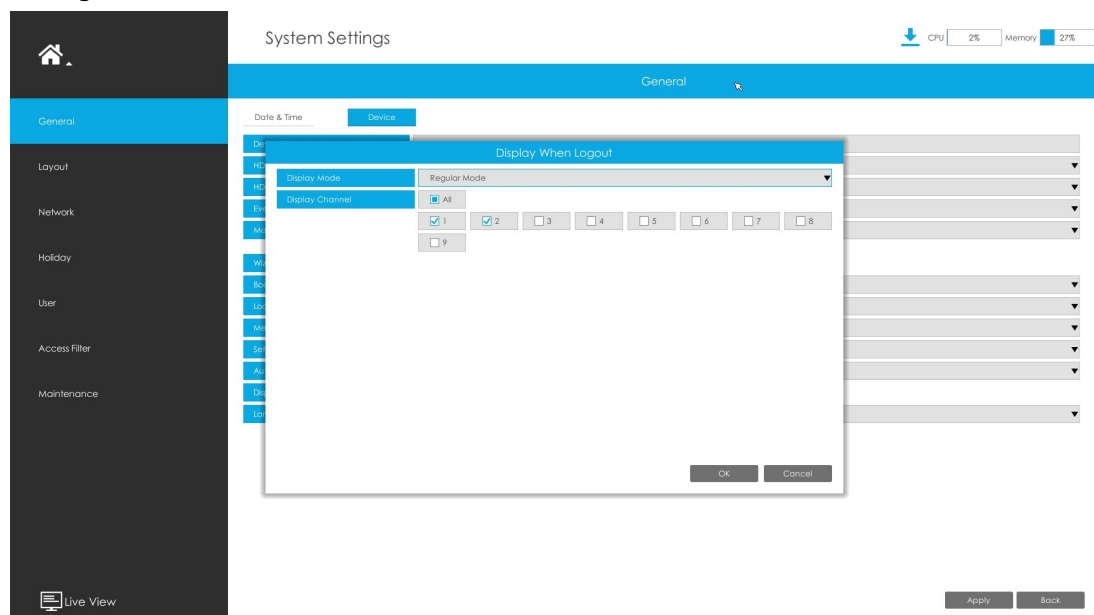 System Settings
CPU 2% Memory 27%
General
General
Date & Time Device
Layout
Network
Holiday
User
Access Filter
Maintenance
Display When Logout
Display Mode Regular Mode
Display Channel All
1 2 3 4 5 6 7 8
9
OK Cancel
Live View
Apply Back